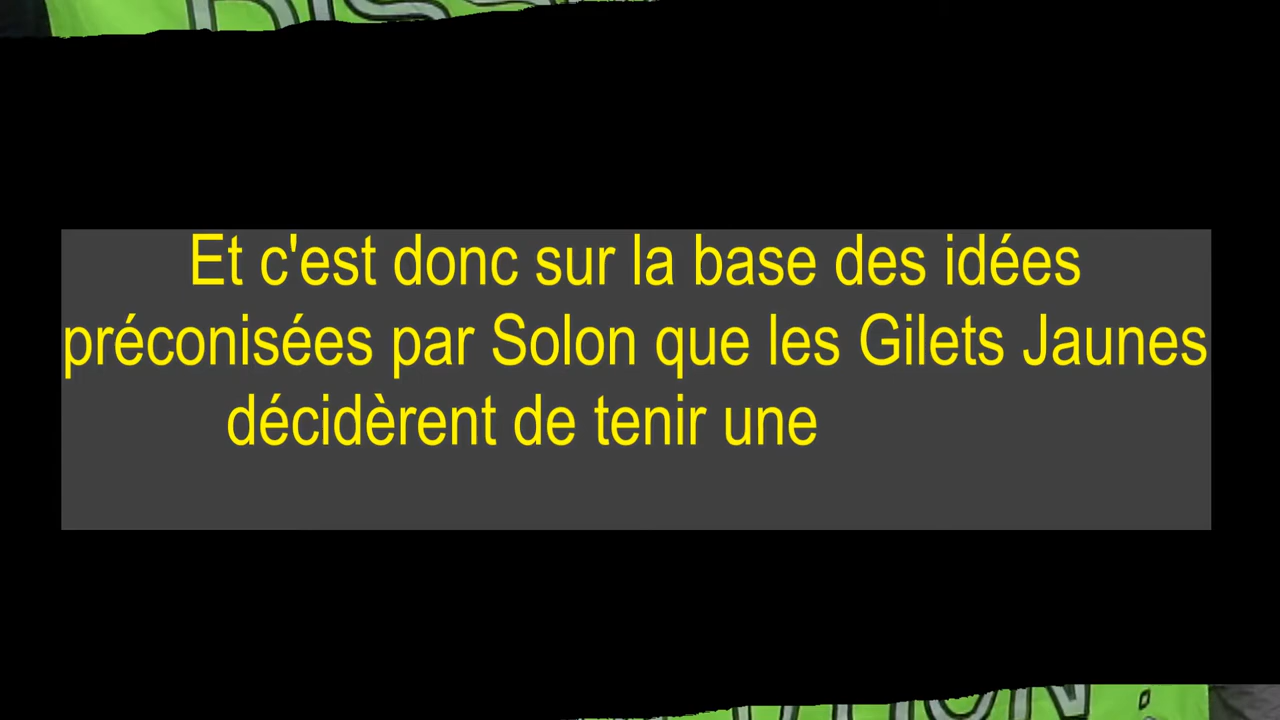 Et c'est donc sur la base des idées
préconisées par Solon que les Gilets Jaunes
décidèrent de tenir une